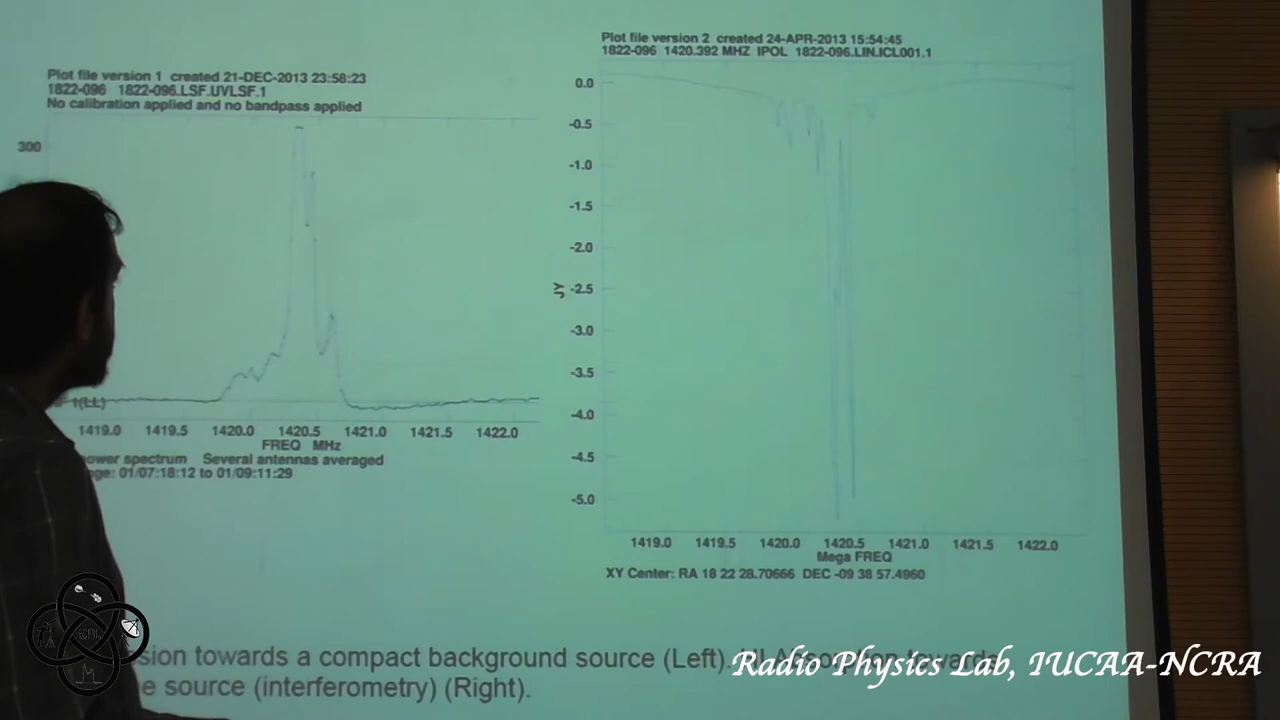 Plot file version 1 created 21-DEC-2013 23:58:23
1822-096 1822-096.LSF.UVLSF.1
No calibration applied and no bandpass applied
300
1(LL)
1419.0 1419.5 1420.0 1420.5 1421.0 1421.5 1422.0
FREQ MHz
ower spectrum Several antennas averaged
ge: 01/07:18:12 to 01/09:11:29
Plot file version 2 created 24-APR-2013 15:54:45
1822-096 1420.392 MHZ IPOL 1822-096.LIN.ICL001.1
0.0
-0.5
-1.0
-1.5
-2.0
-2.5
-3.0
-3.5
-4.0
-4.5
-5.0
JY
1419.0 1419.5 1420.0 1420.5 1421.0 1421.5 1422.0
Mega FREQ
XY Center: RA 18 22 28.70666 DEC -09 38 57.4960
sion towards a compact background source (Left)
e source (interferometry) (Right).
Radio Physics Lab, IUCAA-NCRA